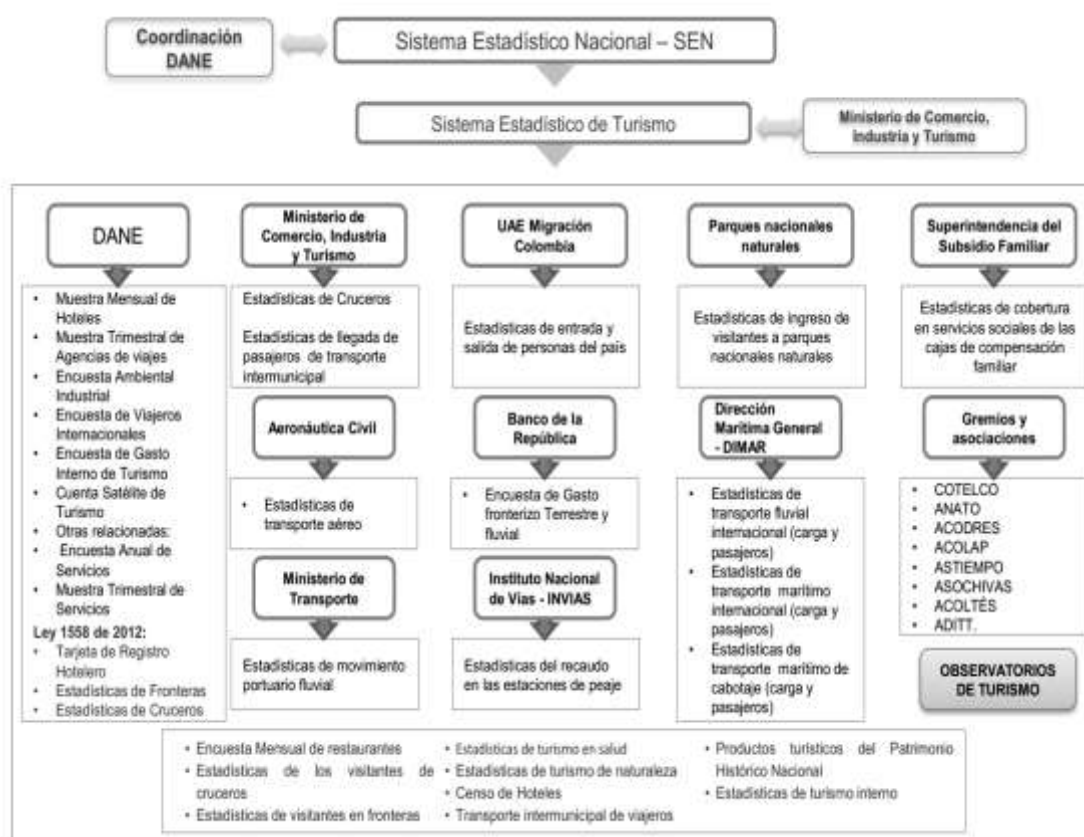 Coordinación
DANE
Sistema Estadístico Nacional – SEN
Sistema Estadístico de Turismo
Ministerio de Comercio,
Industria y Turismo
DANE
• Muestra Mensual de
Hoteles
• Muestra Trimestral de
Agencias de viajes
• Encuesta Ambiental
Industrial
• Encuesta de Viajeros
Internacionales
• Encuesta de Gasto
Interno de Turismo
• Cuenta Satélite de
Turismo
• Otras relacionadas:
• Encuesta Anual de
Servicios
• Muestra Trimestral de
Servicios
Ley 1558 de 2012:
• Tarjeta de Registro
Hotelero
• Estadísticas de Fronteras
• Estadísticas de Cruceros
Ministerio de
Comercio, Industria
y Turismo
Estadísticas de Cruceros
Estadísticas de llegada de
pasajeros de transporte
intermunicipal
Aeronáutica Civil
• Estadísticas de
transporte aéreo
Ministerio de
Transporte
Estadísticas de movimiento
portuario fluvial
UAE Migración
Colombia
Estadísticas de entrada y
salida de personas del país
Banco de la
República
• Encuesta de Gasto
fronterizo Terrestre y
fluvial
Instituto Nacional
de Vías - INVIAS
Estadísticas del recaudo
en las estaciones de peaje
Parques nacionales
naturales
Estadísticas de ingreso de
visitantes a parques
nacionales naturales
Dirección
Marítima General
- DIMAR
• Estadísticas de
transporte fluvial
internacional (carga y
pasajeros)
• Estadísticas de
transporte marítimo
internacional (carga y
pasajeros)
• Estadísticas de
transporte marítimo de
cabotaje (carga y
pasajeros)
Superintendencia del
Subsidio Familiar
Estadísticas de cobertura
en servicios sociales de las
cajas de compensación
familiar
Gremios y
asociaciones
• COTELCO
• ANATO
• ACODRES
• ACOLAP
• ASTIEMPO
• ASOCHIVAS
• ACOLTÉS
• ADITT.
OBSERVATORIOS
DE TURISMO
• Encuesta Mensual de restaurantes
• Estadísticas de los visitantes de
cruceros
• Estadísticas de visitantes en fronteras
• Estadísticas de turismo en salud
• Estadísticas de turismo de naturaleza
• Censo de Hoteles
• Transporte intermunicipal de viajeros
• Productos turísticos del Patrimonio
Histórico Nacional
• Estadísticas de turismo interno